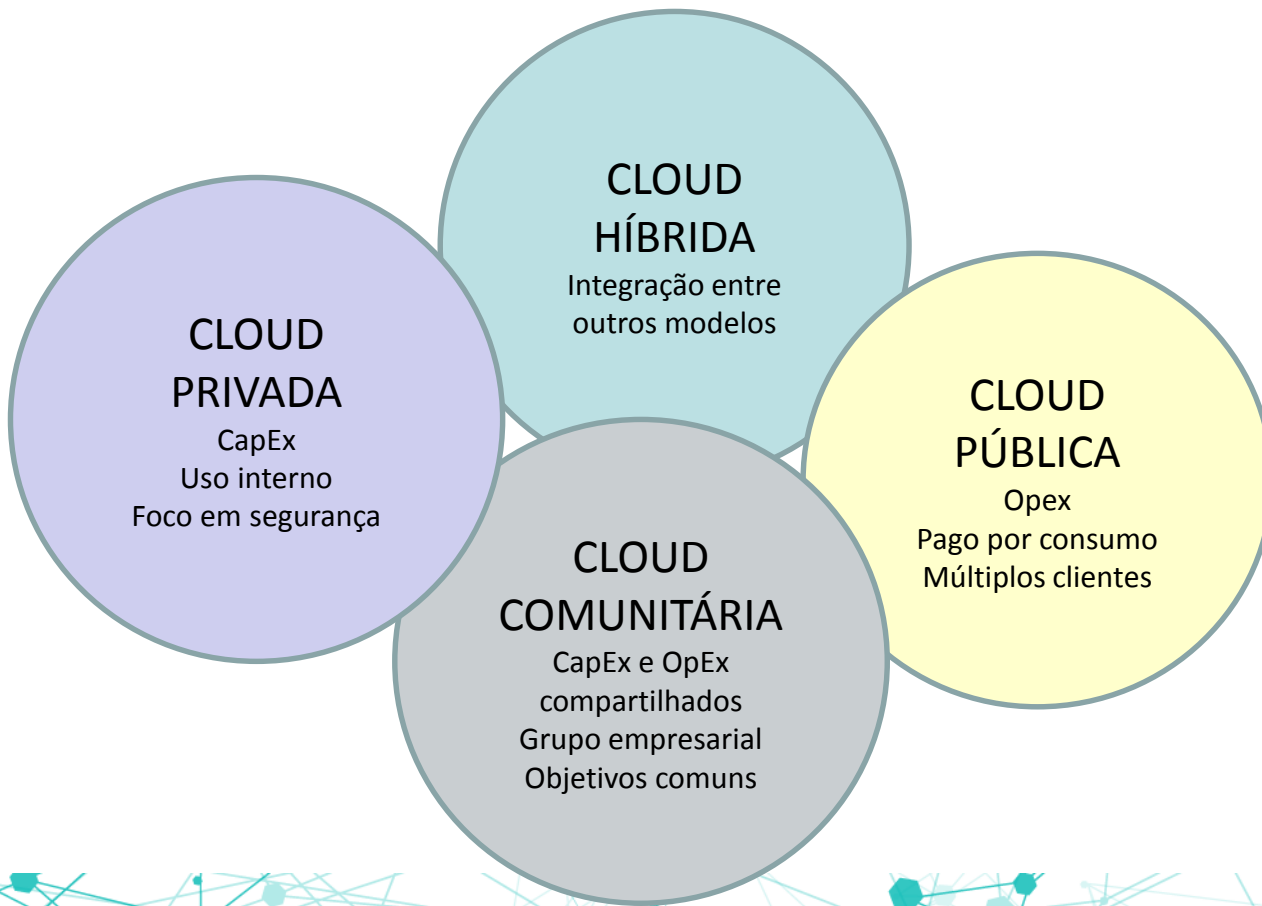 CLOUD
HÍBRIDA
Integração entre
outros modelos
CLOUD
PRIVADA
CapEx
Uso interno
Foco em segurança
CLOUD
PÚBLICA
Opex
Pago por consumo
Múltiplos clientes
CLOUD
COMUNITÁRIA
CapEx e OpEx
compartilhados
Grupo empresarial
Objetivos comuns